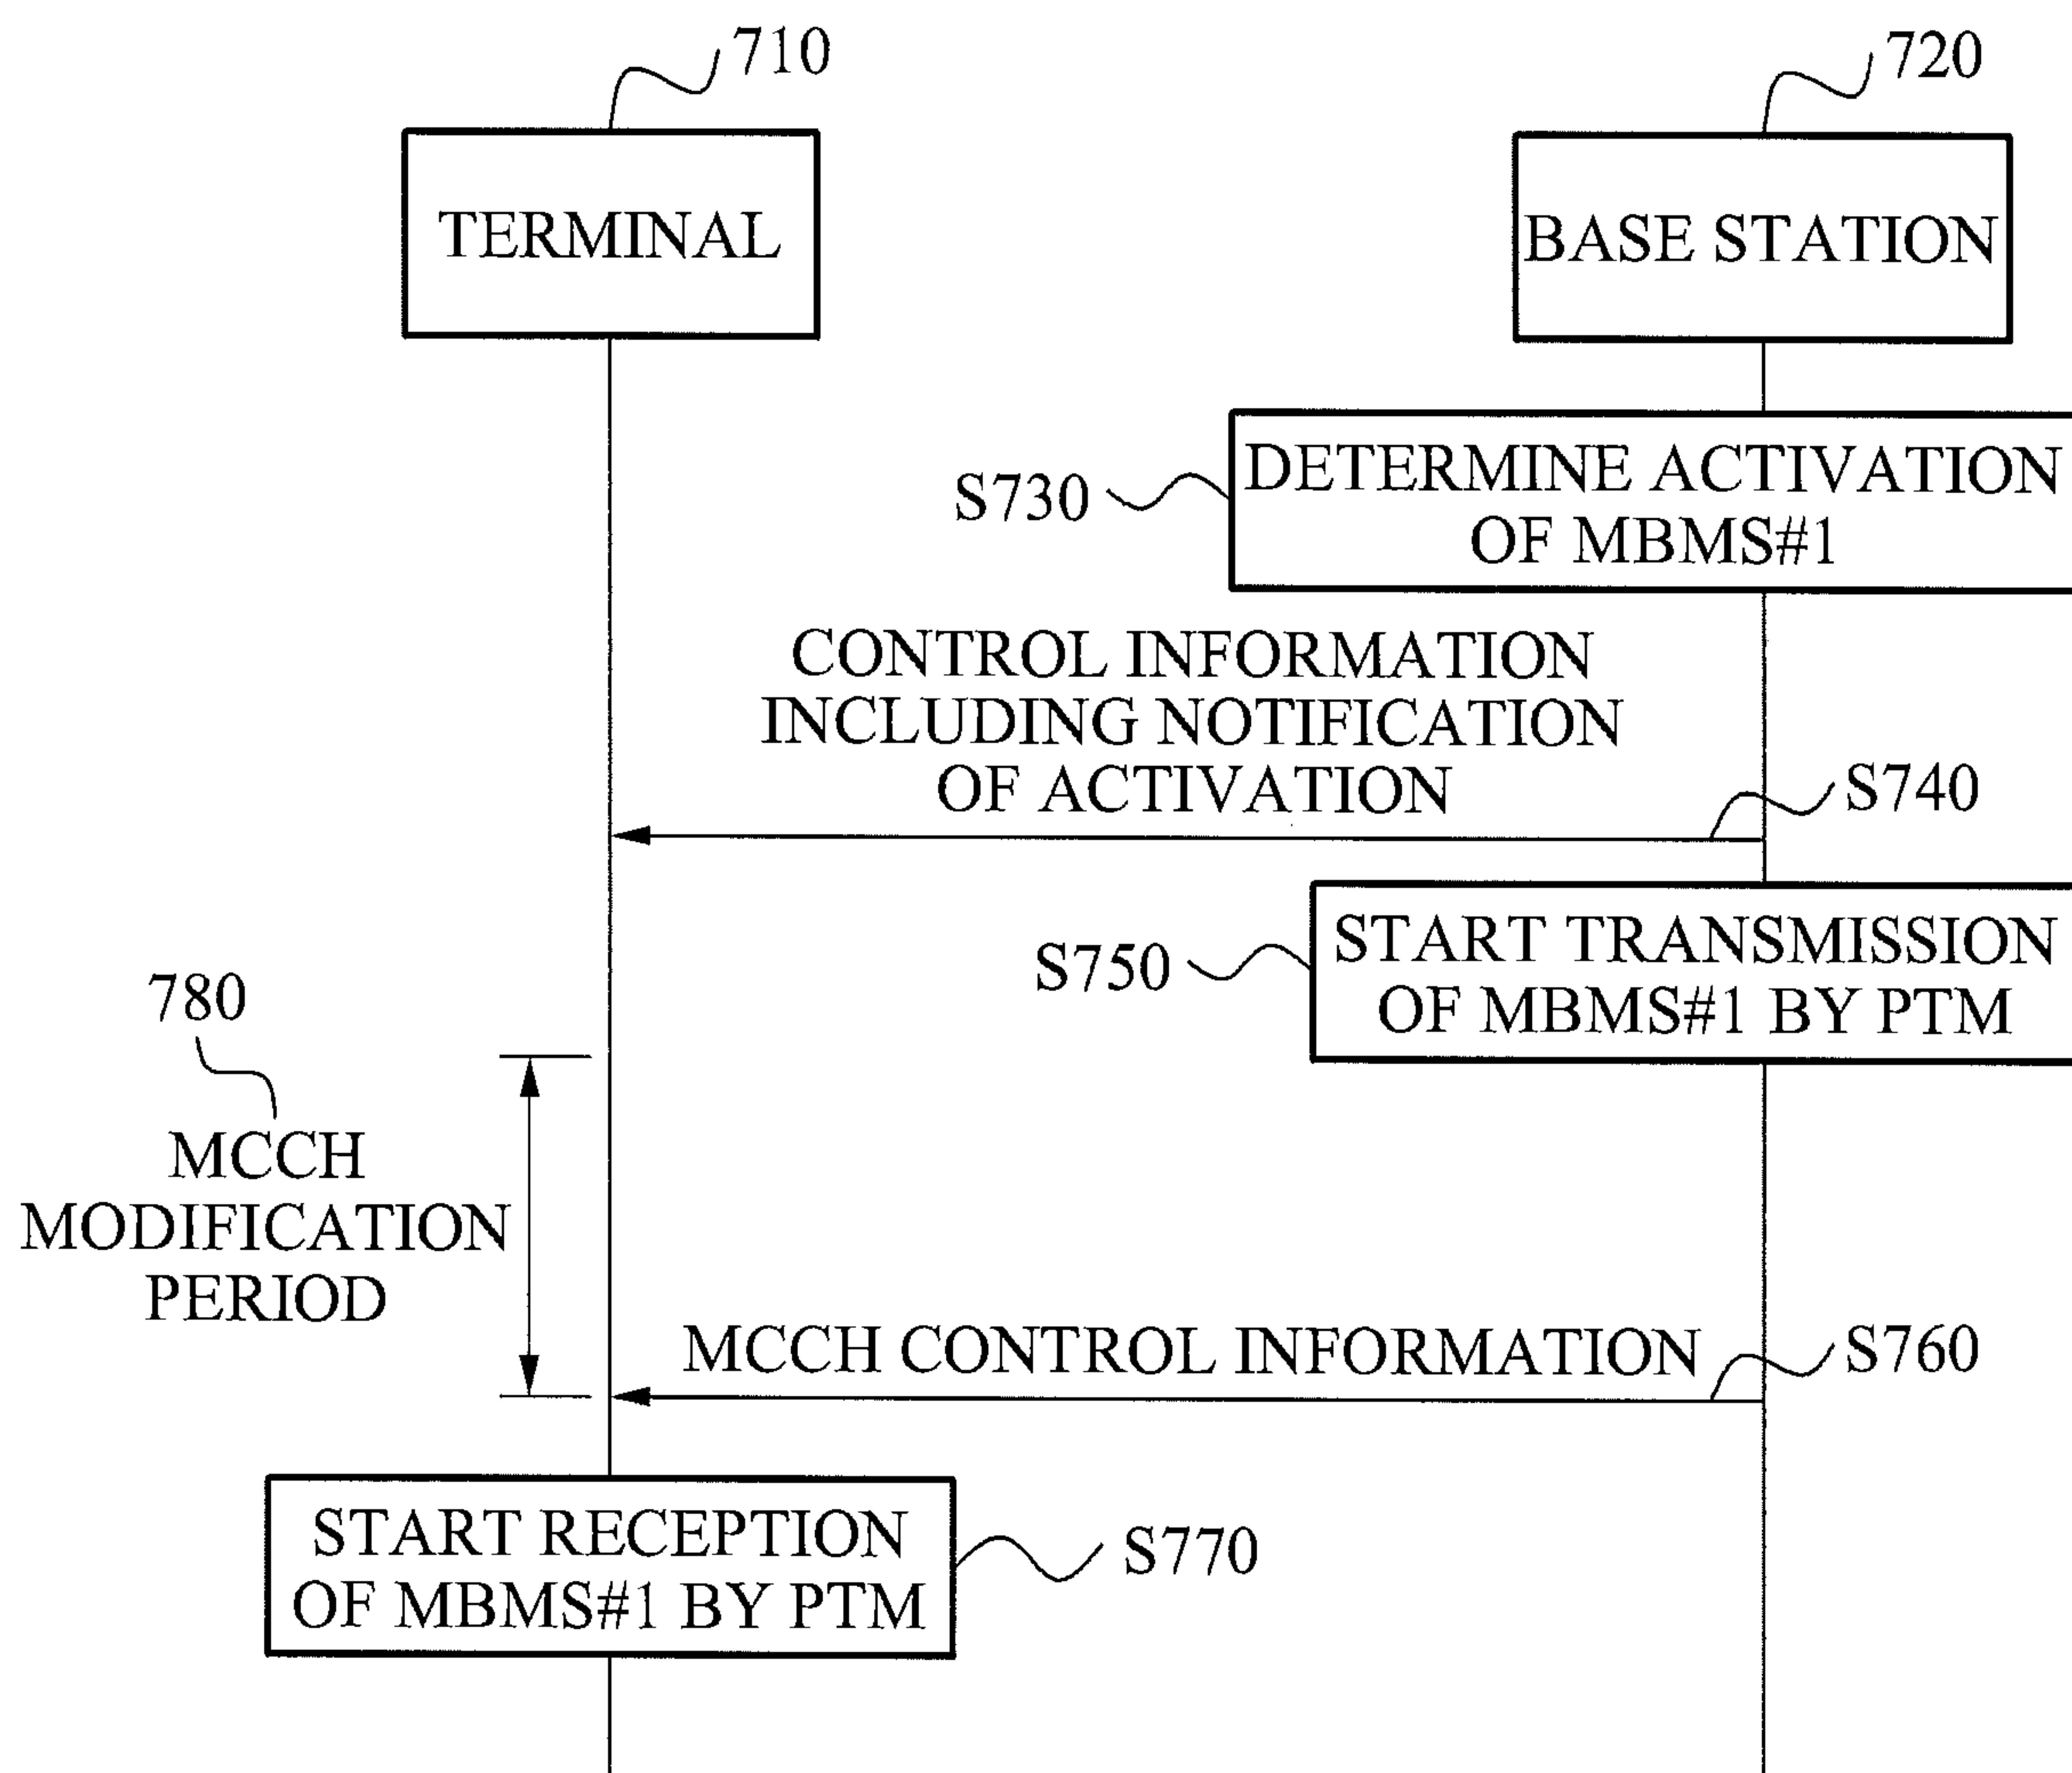 710
720
TERMINAL
BASE STATION
S730
DETERMINE ACTIVATION
OF MBMS#1
CONTROL INFORMATION
INCLUDING NOTIFICATION
OF ACTIVATION
S740
S750
START TRANSMISSION
OF MBMS#1 BY PTM
780
MCCH
MODIFICATION
PERIOD
MCCH CONTROL INFORMATION
S760
START RECEPTION
OF MBMS#1 BY PTM
S770